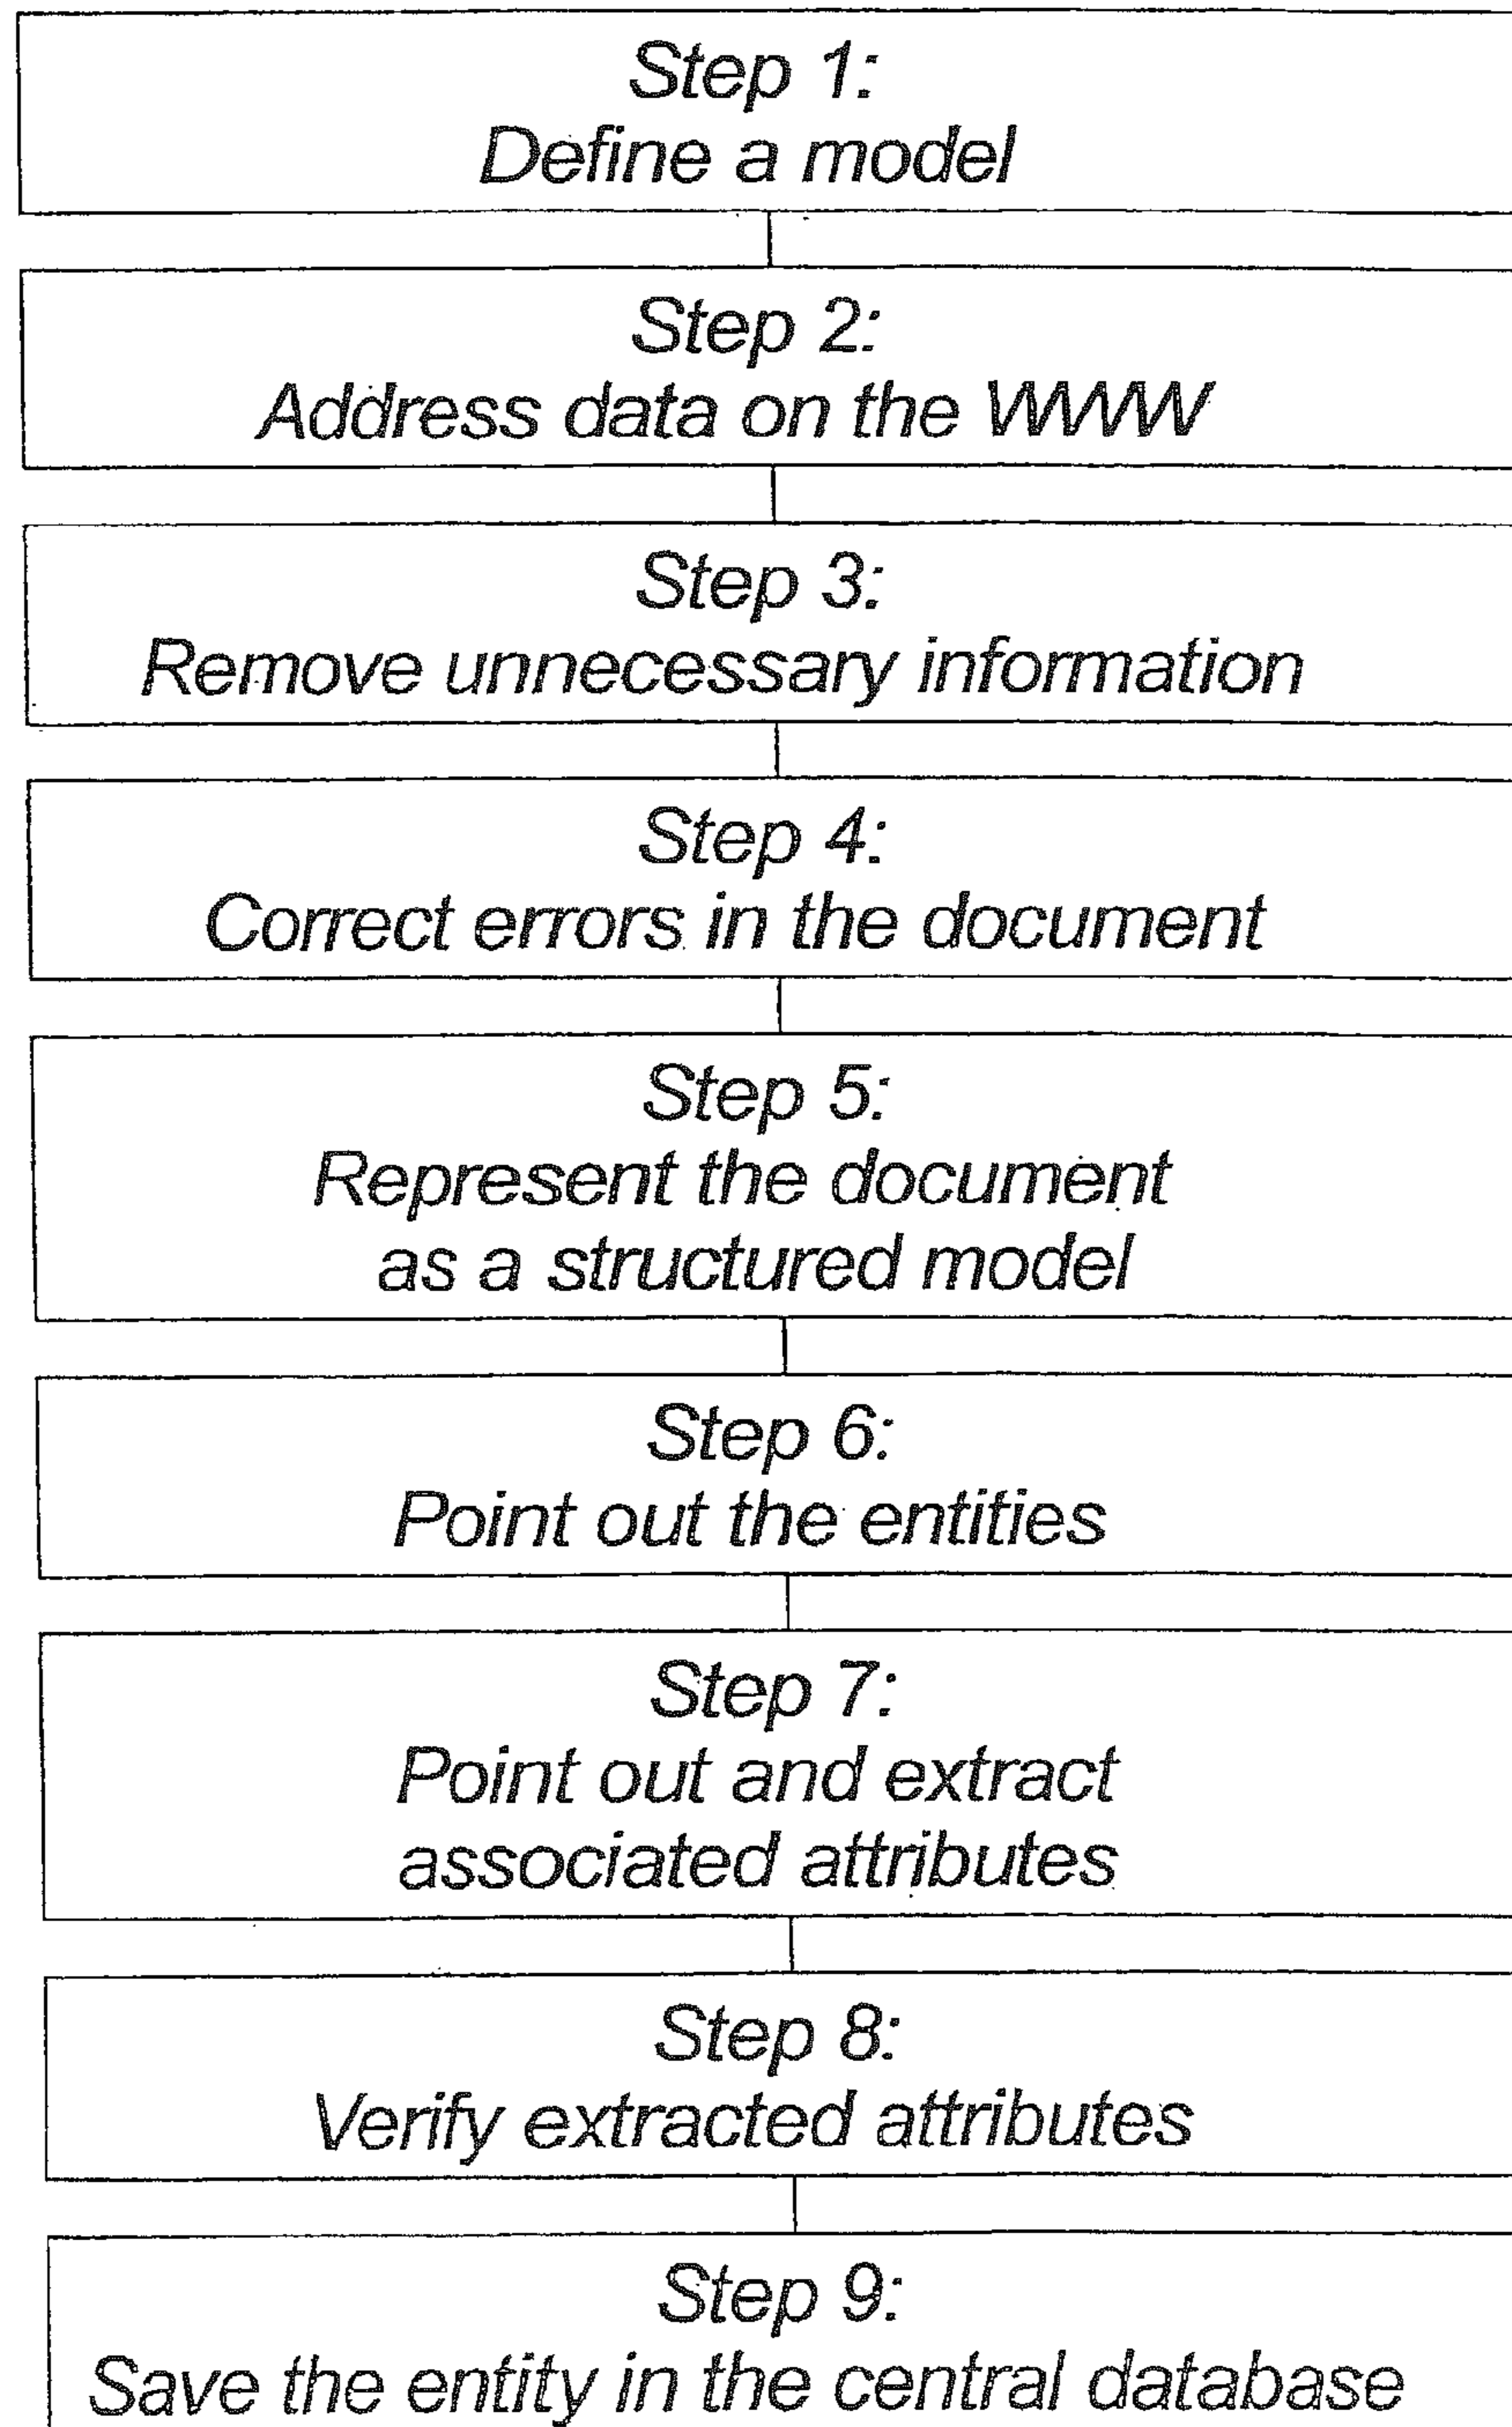 Step 1:
Define a model
Step 2:
Address data on the WWW
Step 3:
Remove unnecessary information
Step 4:
Correct errors in the document
Step 5:
Represent the document
as a structured model
Step 6:
Point out the entities
Step 7:
Point out and extract
associated attributes
Step 8:
Verify extracted attributes
Step 9:
Save the entity in the central database